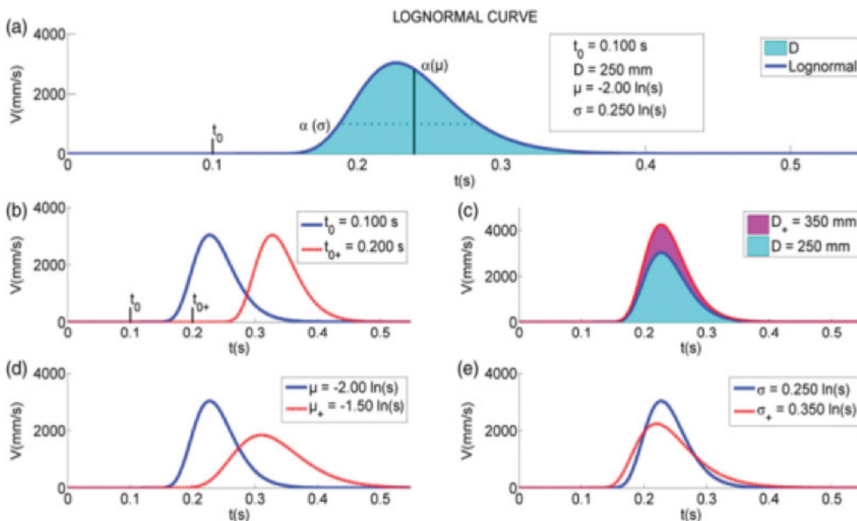 LOGNORMAL CURVE
(a)
V(mm/s)
4000
2000
0
t₀
α (σ)
α(μ)
t₀ = 0.100 s
D = 250 mm
μ = -2.00 ln(s)
σ = 0.250 ln(s)
D
Lognormal
0 0.1 0.2 0.3 0.4 0.5
t(s)
(b)
V(mm/s)
4000
2000
0
t₀
t₀₊
t₀ = 0.100 s
t₀₊ = 0.200 s
0 0.1 0.2 0.3 0.4 0.5
t(s)
(c)
V(mm/s)
4000
2000
0
D₊ = 350 mm
D = 250 mm
0 0.1 0.2 0.3 0.4 0.5
t(s)
(d)
V(mm/s)
4000
2000
0
μ = -2.00 ln(s)
μ₊ = -1.50 ln(s)
0 0.1 0.2 0.3 0.4 0.5
t(s)
(e)
V(mm/s)
4000
2000
0
σ = 0.250 ln(s)
σ₊ = 0.350 ln(s)
0 0.1 0.2 0.3 0.4 0.5
t(s)